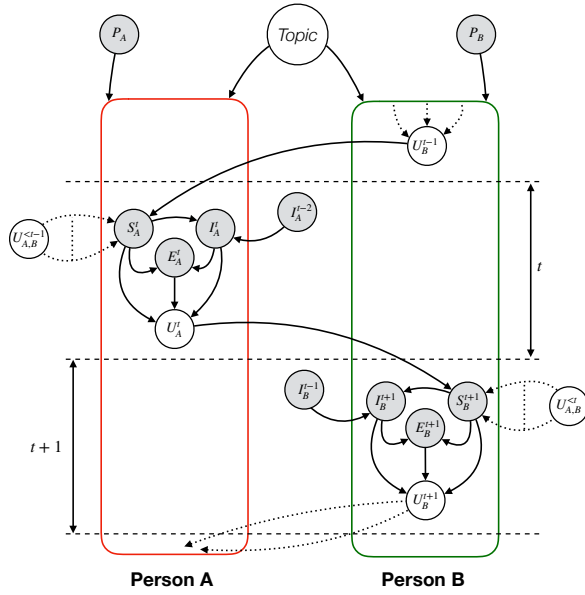 P_A
Topic
P_B
U_B^{t-1}
U_{A,B}^{<t-1}
S_A^t
I_A^t
I_A^{t-2}
E_A^t
t
U_A^t
I_B^{t-1}
I_B^{t+1}
S_B^{t+1}
U_{A,B}^{<t}
E_B^{t+1}
t + 1
U_B^{t+1}
Person A
Person B